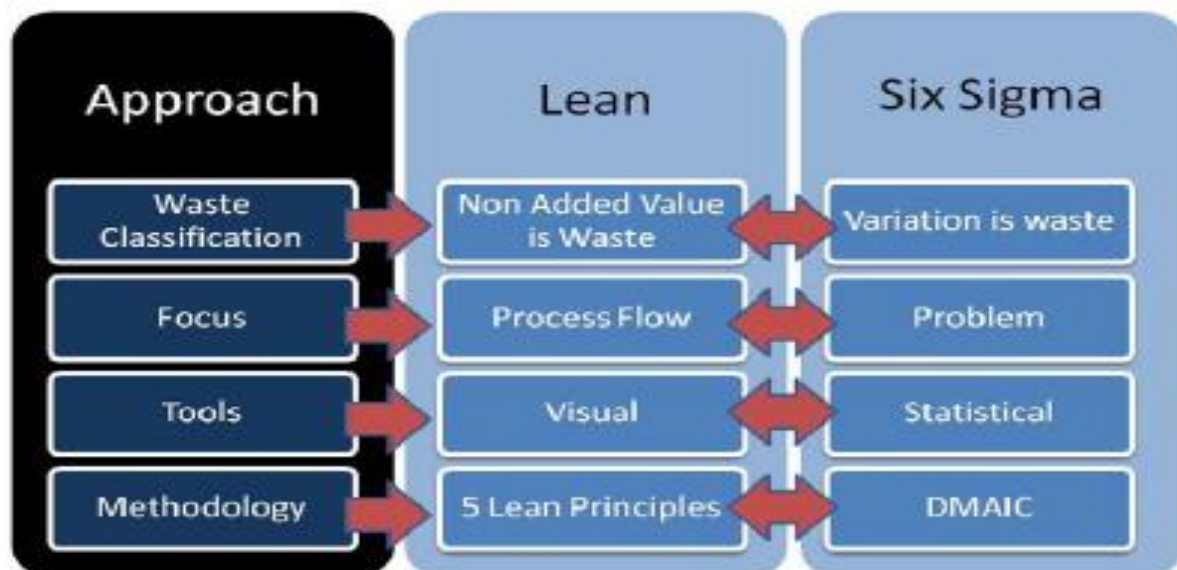 Approach
Lean
Six Sigma
Waste
Classification
Non Added Value
is Waste
Variation is waste
Focus
Process Flow
Problem
Tools
Visual
Statistical
Methodology
5 Lean Principles
DMAIC